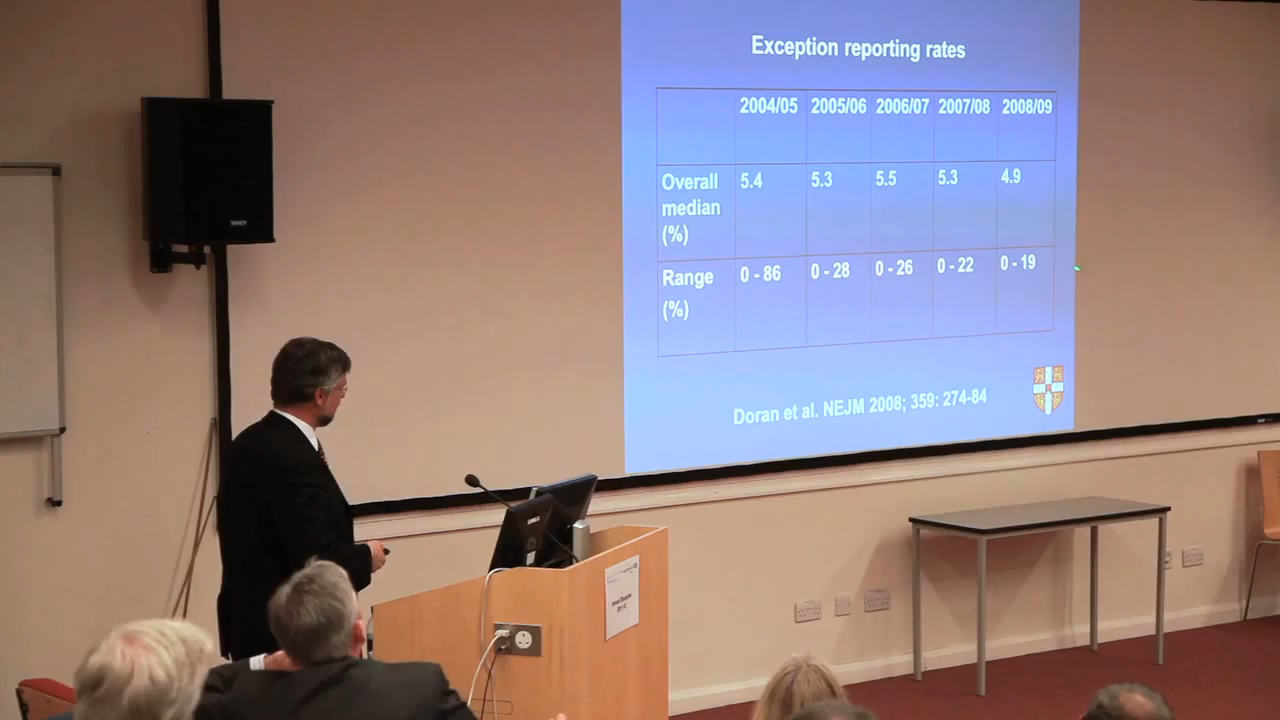 Exception reporting rates
2004/05 2005/06 2006/07 2007/08 2008/09
Overall median (%) 5.4 5.3 5.5 5.3 4.9
Range (%) 0 - 86 0 - 28 0 - 26 0 - 22 0 - 19
Doran et al. NEJM 2008; 359: 274-84